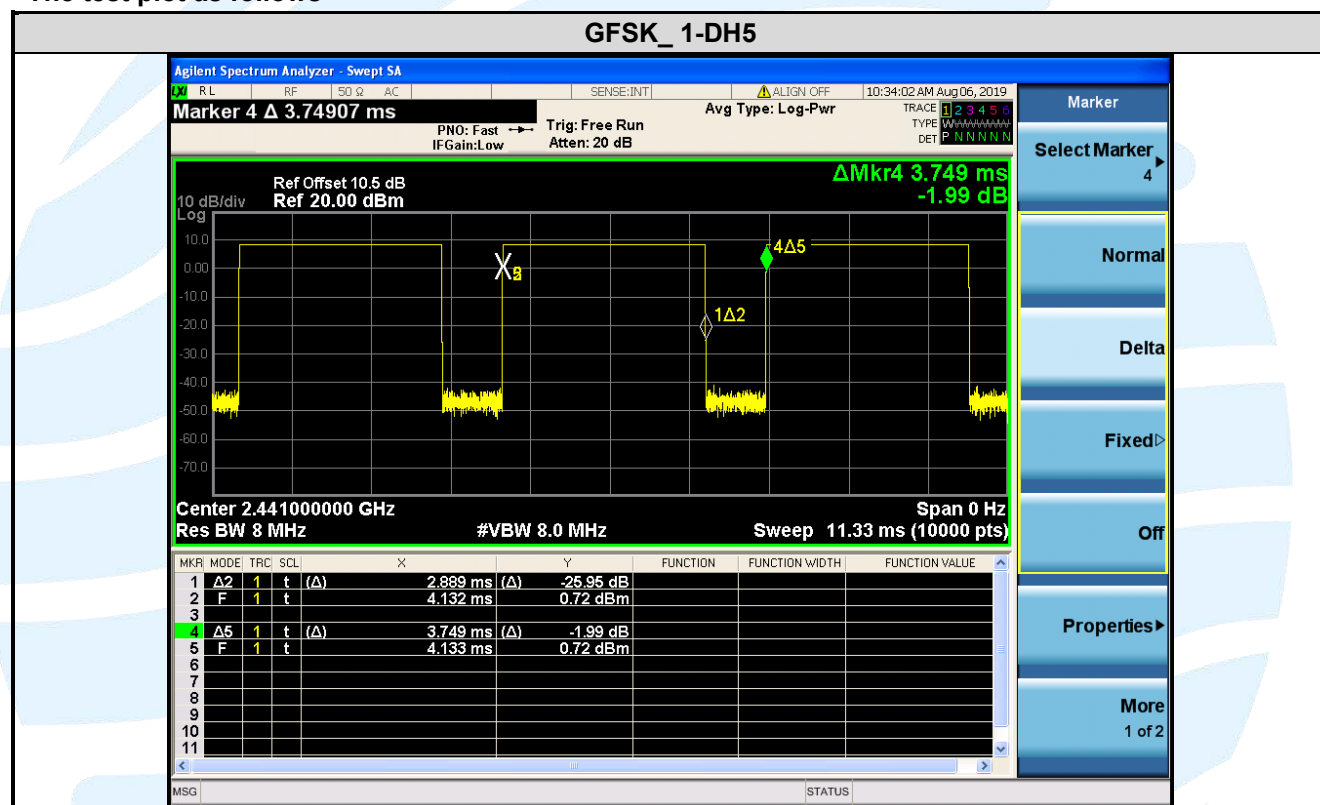 The test plot as follows
GFSK_ 1-DH5
Agilent Spectrum Analyzer - Swept SA
LXI RL RF 50 Ω AC SENSE:INT ALIGN OFF 10:34:02 AM Aug 06, 2019
Marker 4 Δ 3.74907 ms
PNO: Fast
IFGain:Low
Trig: Free Run
Atten: 20 dB
Avg Type: Log-Pwr
TRACE 1 2 3 4 5 6
TYPE
DET P N N N N N
ΔMkr4 3.749 ms
-1.99 dB
Ref Offset 10.5 dB
10 dB/div Ref 20.00 dBm
Log
10.0
0.00
-10.0
-20.0
-30.0
-40.0
-50.0
-60.0
-70.0
4Δ5
1Δ2
Center 2.441000000 GHz Span 0 Hz
Res BW 8 MHz #VBW 8.0 MHz Sweep 11.33 ms (10000 pts)
MKR MODE TRC SCL X Y FUNCTION FUNCTION WIDTH FUNCTION VALUE
1 Δ2 1 t (Δ) 2.889 ms (Δ) -25.95 dB
2 F 1 t 4.132 ms 0.72 dBm
3
4 Δ5 1 t (Δ) 3.749 ms (Δ) -1.99 dB
5 F 1 t 4.133 ms 0.72 dBm
6
7
8
9
10
11
MSG STATUS
Marker
Select Marker
4
Normal
Delta
Fixed
Off
Properties
More
1 of 2